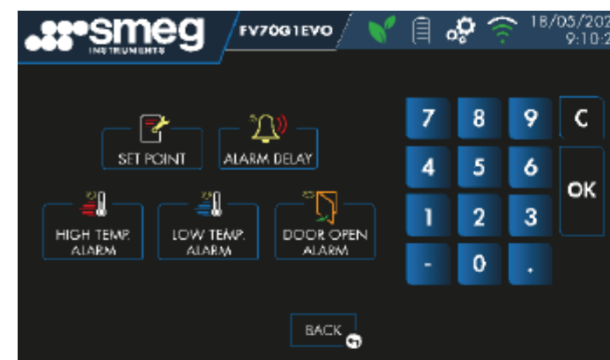 smeg
INSTRUMENTS
FV70G1EVO
18/05/202
9:10:2
SET POINT
ALARM DELAY
HIGH TEMP.
ALARM
LOW TEMP.
ALARM
DOOR OPEN
ALARM
7 8 9 C
4 5 6
OK
1 2 3
- 0 .
BACK